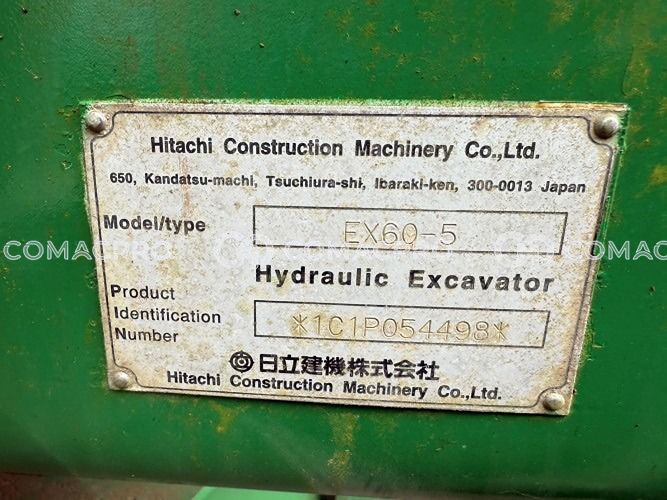 Hitachi Construction Machinery Co.,Ltd.
650, Kandatsu-machi, Tsuchiura-shi, Ibaraki-ken, 300-0013 Japan
Model/type EX60-5
COMACPRO
Hydraulic Excavator
Product
Identification
Number *1C1P054498*
日立建機株式会社
Hitachi Construction Machinery Co.,Ltd.